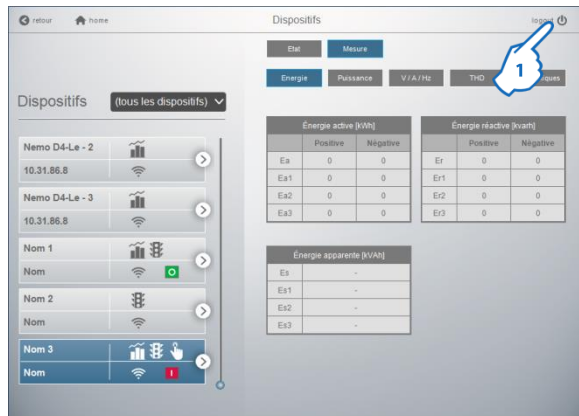 retour home Dispositifs logout
Etat Mesure
Energie Puissance V / A / Hz THD
1
Dispositifs (tous les dispositifs)
Énergie active [kWh] Énergie réactive [kvarh]
Positive Négative Positive Négative
Nemo D4-Le - 2
10.31.86.8
Ea 0 0 Er 0 0
Ea1 0 0 Er1 0 0
Ea2 0 0 Er2 0 0
Ea3 0 0 Er3 0 0
Nemo D4-Le - 3
10.31.86.8
Nom 1
Nom O
Énergie apparente [kVAh]
Es -
Es1 -
Es2 -
Es3 -
Nom 2
Nom
Nom 3
Nom I